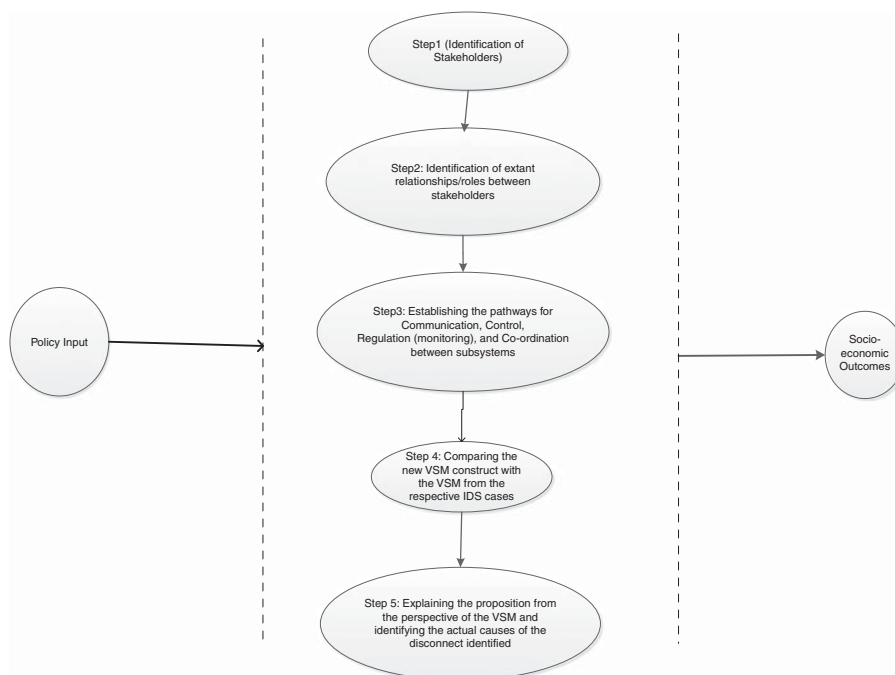 Step1 (Identification of
Stakeholders)
Step2: Identification of extant
relationships/roles between
stakeholders
Step3: Establishing the pathways for
Communication, Control,
Regulation (monitoring), and Co-ordination
between subsystems
Policy Input
Socio-
economic
Outcomes
Step 4: Comparing the
new VSM construct with
the VSM from the
respective IDS cases
Step 5: Explaining the proposition from
the perspective of the VSM and
identifying the actual causes of the
disconnect identified